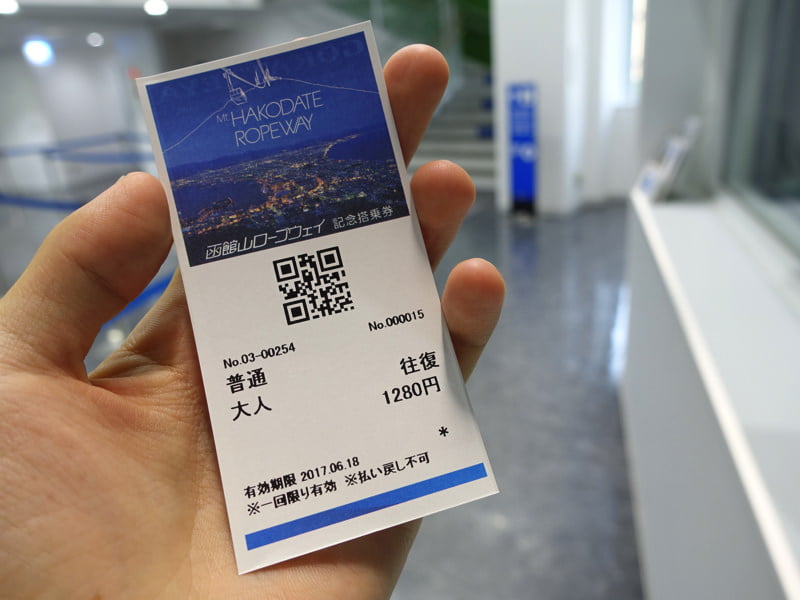 Mt. HAKODATE
ROPEWAY
函館山ロープウェイ 記念搭乗券
No.03-00254 No.000015
普通 往復
大人 1280円
*
有効期限 2017.06.18
※一回限り有効 ※払い戻し不可